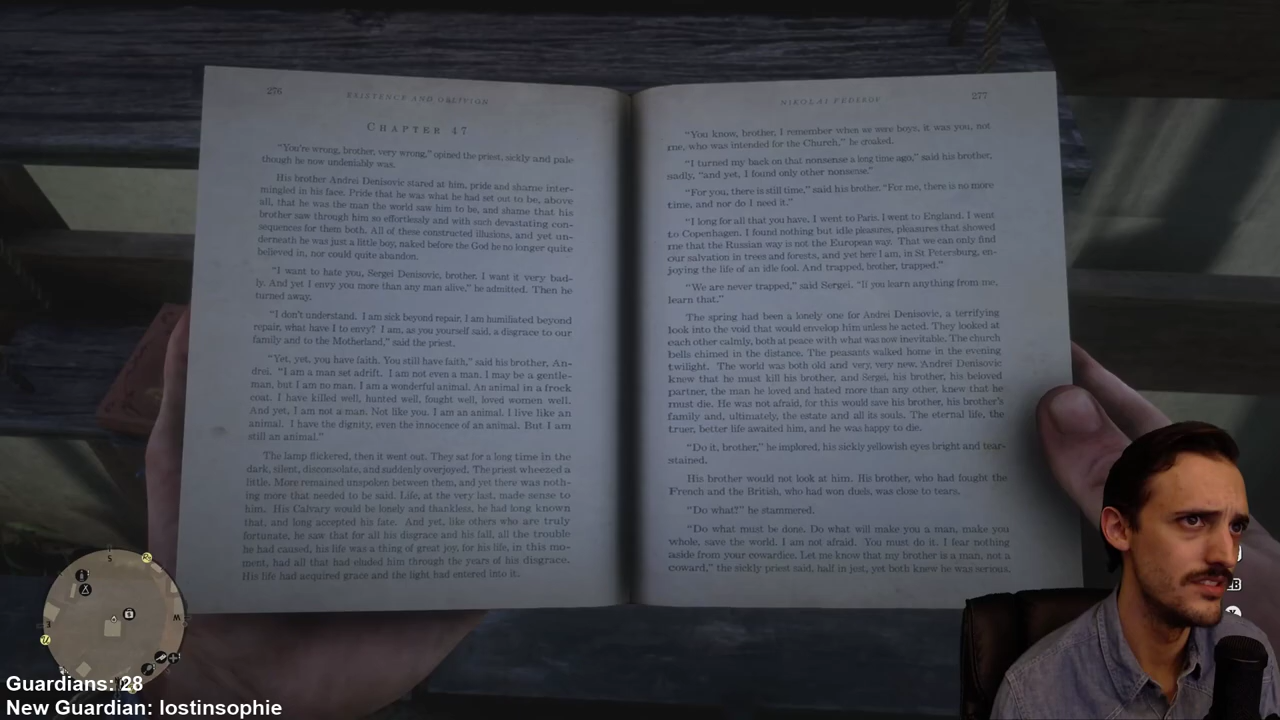 276
EXISTENCE AND OBLIVION
CHAPTER 47
"You're wrong, brother, very wrong," opined the priest, sickly and pale
though he now undeniably was.
His brother Andrei Denisovic stared at him, pride and shame inter-
mingled in his face. Pride that he was what he had set out to be, above
all, that he was the man the world saw him to be, and shame that his
brother saw through him so effortlessly and with such devastating con-
sequences for them both. All of these constructed illusions, and yet un-
derneath he was just a little boy, naked before the God he no longer quite
believed in, nor could quite abandon.
"I want to hate you, Sergei Denisovic, brother, I want it very bad-
ly. And yet I envy you more than any man alive," he admitted. Then he
turned away.
"I don't understand. I am sick beyond repair, I am humiliated beyond
repair, what have I to envy? I am, as you yourself said, a disgrace to our
family and to the Motherland," said the priest.
"Yet, yet, you have faith. You still have faith," said his brother, An-
drei. "I am a man set adrift. I am not even a man. I may be a gentle-
man, but I am no man. I am a wonderful animal. An animal in a frock
coat. I have killed well, hunted well, fought well, loved women well.
And yet, I am not a man. Not like you. I am an animal. I live like an
animal. I have the dignity, even the innocence of an animal. But I am
still an animal."
The lamp flickered, then it went out. They sat for a long time in the
dark, silent, disconsolate, and suddenly overjoyed. The priest wheezed a
little. More remained unspoken between them, and yet there was noth-
ing more that needed to be said. Life, at the very last, made sense to
him. His Calvary would be lonely and thankless, he had long known
that, and long accepted his fate. And yet, like others who are truly
fortunate, he saw that for all his disgrace and his fall, all the trouble
he had caused, his life was a thing of great joy, for his life, in this mo-
ment, had all that had eluded him through the years of his disgrace.
His life had acquired grace and the light had entered into it.
NIKOLAI FEDEROV
277
"You know, brother, I remember when we were boys, it was you, not
me, who was intended for the Church," he croaked.
"I turned my back on that nonsense a long time ago," said his brother,
sadly, "and yet, I found only other nonsense."
"For you, there is still time," said his brother. "For me, there is no more
time, and nor do I need it."
"I long for all that you have. I went to Paris. I went to England. I went
to Copenhagen. I found nothing but idle pleasures, pleasures that showed
me that the Russian way is not the European way. That we can only find
our salvation in trees and forests, and yet here I am, in St Petersburg, en-
joying the life of an idle fool. And trapped, brother, trapped."
"We are never trapped," said Sergei. "If you learn anything from me,
learn that."
The spring had been a lonely one for Andrei Denisovic, a terrifying
look into the void that would envelop him unless he acted. They looked at
each other calmly, both at peace with what was now inevitable. The church
bells chimed in the distance. The peasants walked home in the evening
twilight. The world was both old and very, very new. Andrei Denisovic
knew that he must kill his brother, and Sergei, his brother, his beloved
partner, the man he loved and hated more than any other, knew that he
must die. He was not afraid, for this would save his brother, his brother's
family and, ultimately, the estate and all its souls. The eternal life, the
truer, better life awaited him, and he was happy to die.
"Do it, brother," he implored, his sickly yellowish eyes bright and tear-
stained.
His brother would not look at him. His brother, who had fought the
French and the British, who had won duels, was close to tears.
"Do what?" he stammered.
"Do what must be done. Do what will make you a man, make you
whole, save the world. I am not afraid. You must do it. I fear nothing
aside from your cowardice. Let me know that my brother is a man, not a
coward," the sickly priest said, half in jest, yet both knew he was serious.
Guardians: 28
New Guardian: lostinsophie